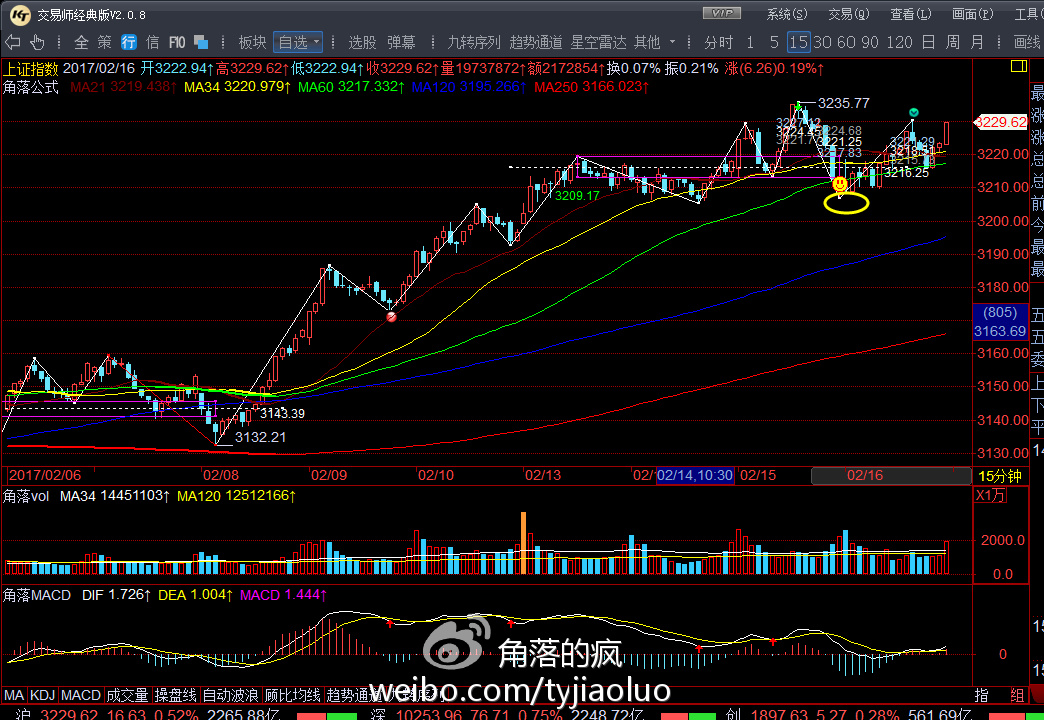 KT 交易师经典版V2.0.8 VIP 系统(S) 交易(Q) 查看(L) 画面(P) 工具(
全 策 行 信 F10 板块 自选 选股 弹幕 九转序列 趋势通道 星空雷达 其他 分时 1 5 15 30 60 90 120 日 周 月 画线
上证指数 2017/02/16 开3222.94↑高3229.62↑低3222.94↑收3229.62↑量19737872↑额2172854↑换0.07% 振0.21% 涨(6.26)0.19%↑
角落公式 MA21 3219.438↑ MA34 3220.979↑ MA60 3217.332↑ MA120 3195.266↑ MA250 3166.023↑
3235.77
3229.62
3224.68
3221.25
3220.00
3216.25
3210.00
3209.17
3200.00
3190.00
3180.00
(805)
3163.69
3160.00
3150.00
3143.39
3140.00
3132.21
3130.00
2017/02/06 02/08 02/09 02/10 02/13 02/1 02/14,10:30 02/15 02/16 15分钟
角落vol MA34 14451103↑ MA120 12512166↑ X1万
2000.0
0.0
角落MACD DIF 1.726↑ DEA 1.004↑ MACD 1.444↑
0
角落的疯
weibo.com/tyjiaoluo
MA KDJ MACD 成交量 操盘线 自动波浪 顾比均线 趋势通 指 组
沪 3229.62 16.63 0.52% 2265.88亿 深 10253.96 76.71 0.75% 2248.72亿 创 1897.63 5.27 0.28% 561.69亿